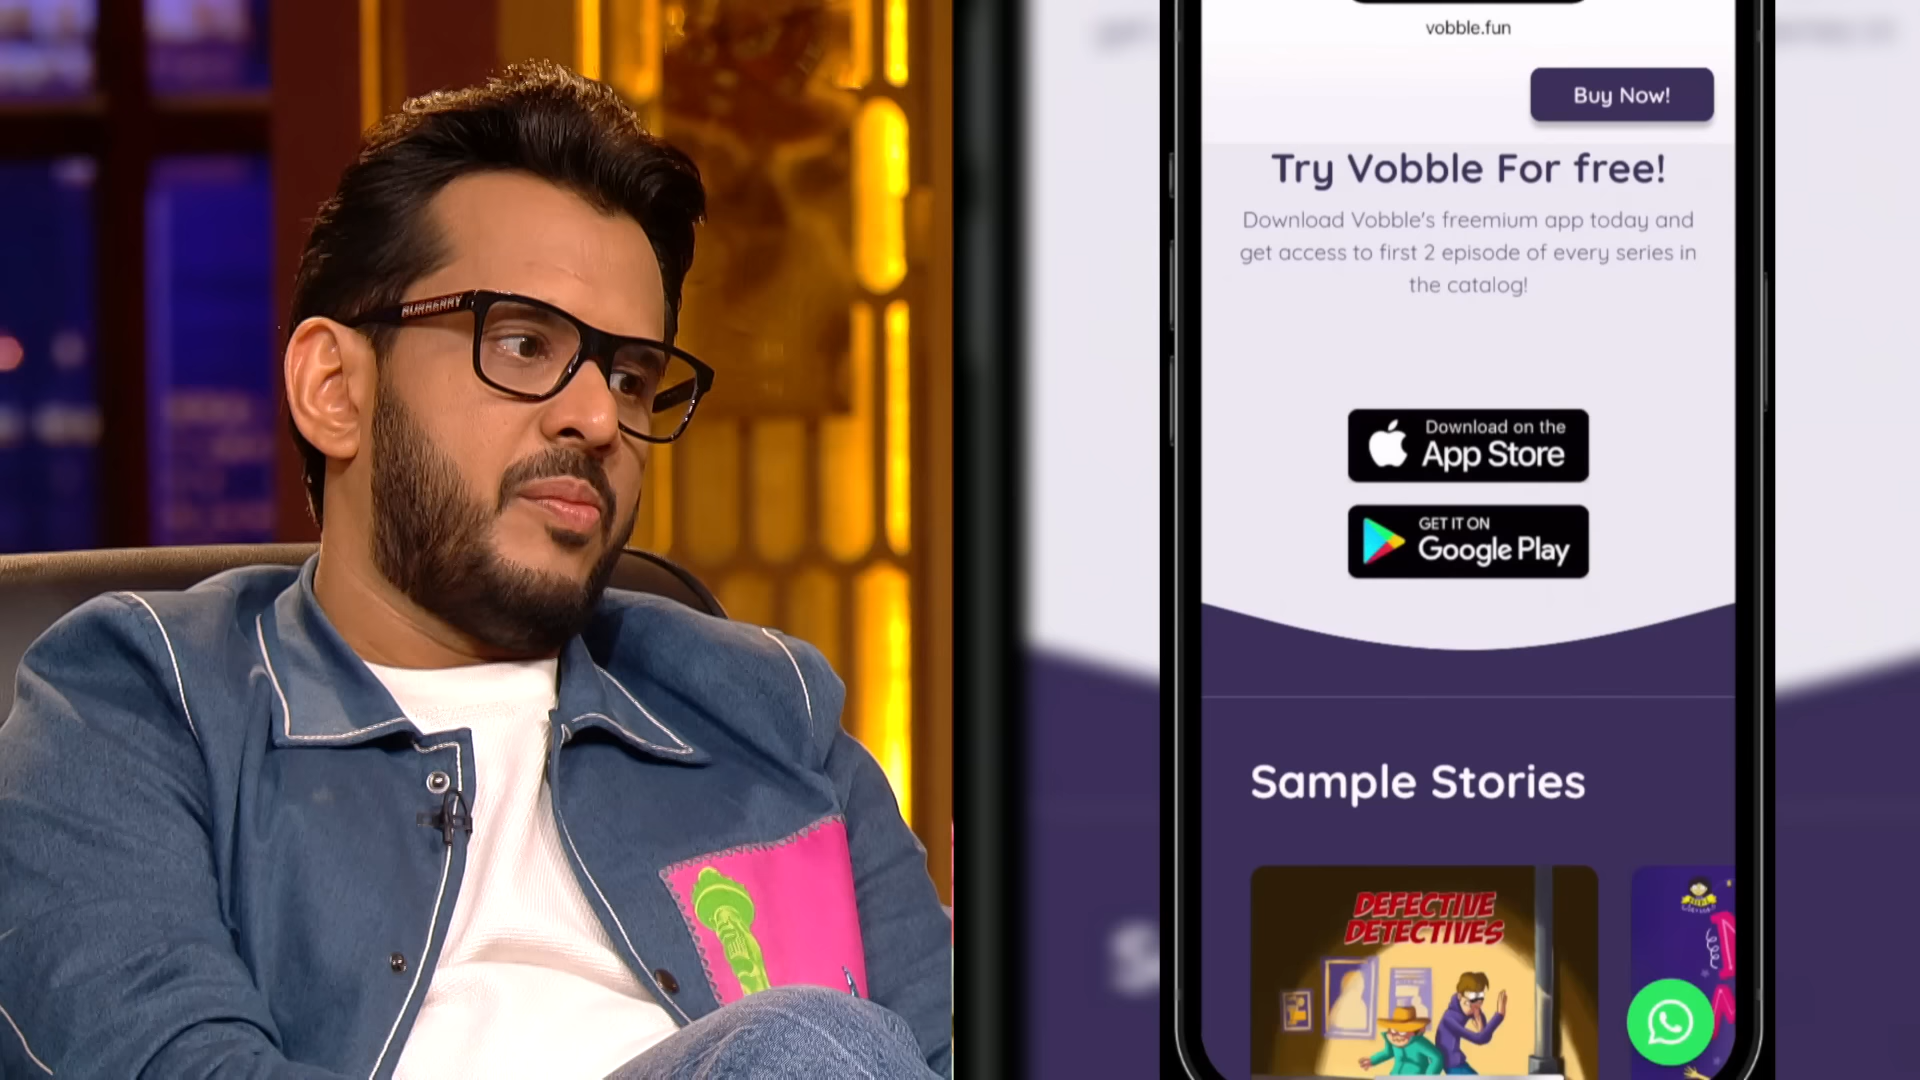 BURBERRY
vobble.fun
Buy Now!
Try Vobble For free!
Download Vobble's freemium app today and
get access to first 2 episode of every series in
the catalog!
Download on the
App Store
GET IT ON
Google Play
Sample Stories
DEFECTIVE
DETECTIVES